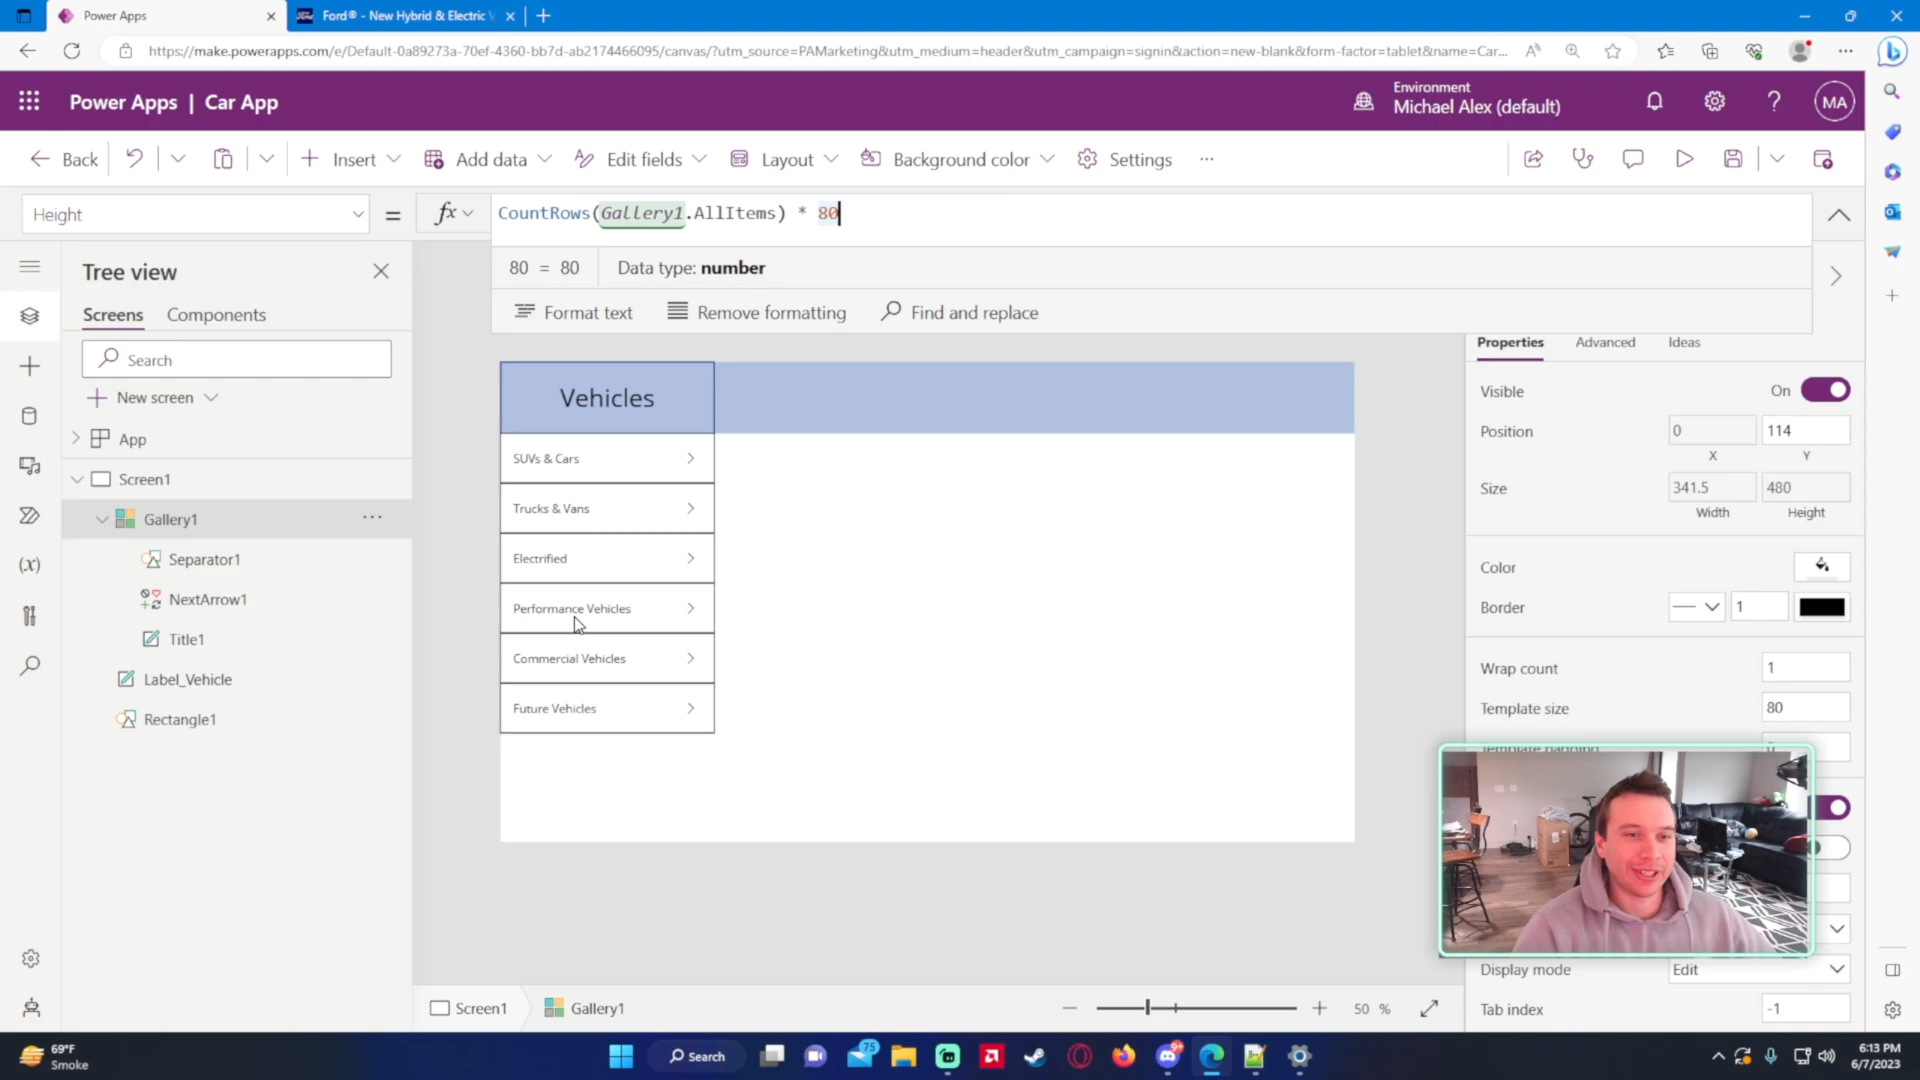 Power Apps
Ford® - New Hybrid & Electric V
https://make.powerapps.com/e/Default-0a89273a-70ef-4360-bb7d-ab2174466095/canvas/?utm_source=PAMarketing&utm_medium=header&utm_campaign=signin&action=new-blank&form-factor=tablet&name=Car...
Power Apps | Car App
Environment
Michael Alex (default)
MA
Back
Insert
Add data
Edit fields
Layout
Background color
Settings
Height
=
fx
CountRows(Gallery1.AllItems) * 80
80 = 80
Data type: number
Format text
Remove formatting
Find and replace
Tree view
Screens
Components
Search
New screen
App
Screen1
Gallery1
Separator1
NextArrow1
Title1
Label_Vehicle
Rectangle1
Vehicles
SUVs & Cars
Trucks & Vans
Electrified
Performance Vehicles
Commercial Vehicles
Future Vehicles
Properties
Advanced
Ideas
Visible
On
Position
0
114
X
Y
Size
341.5
480
Width
Height
Color
Border
1
Wrap count
1
Template size
80
Template padding
Display mode
Edit
Tab index
-1
Screen1
Gallery1
50 %
69°F
Smoke
Search
75
9+
6:13 PM
6/7/2023